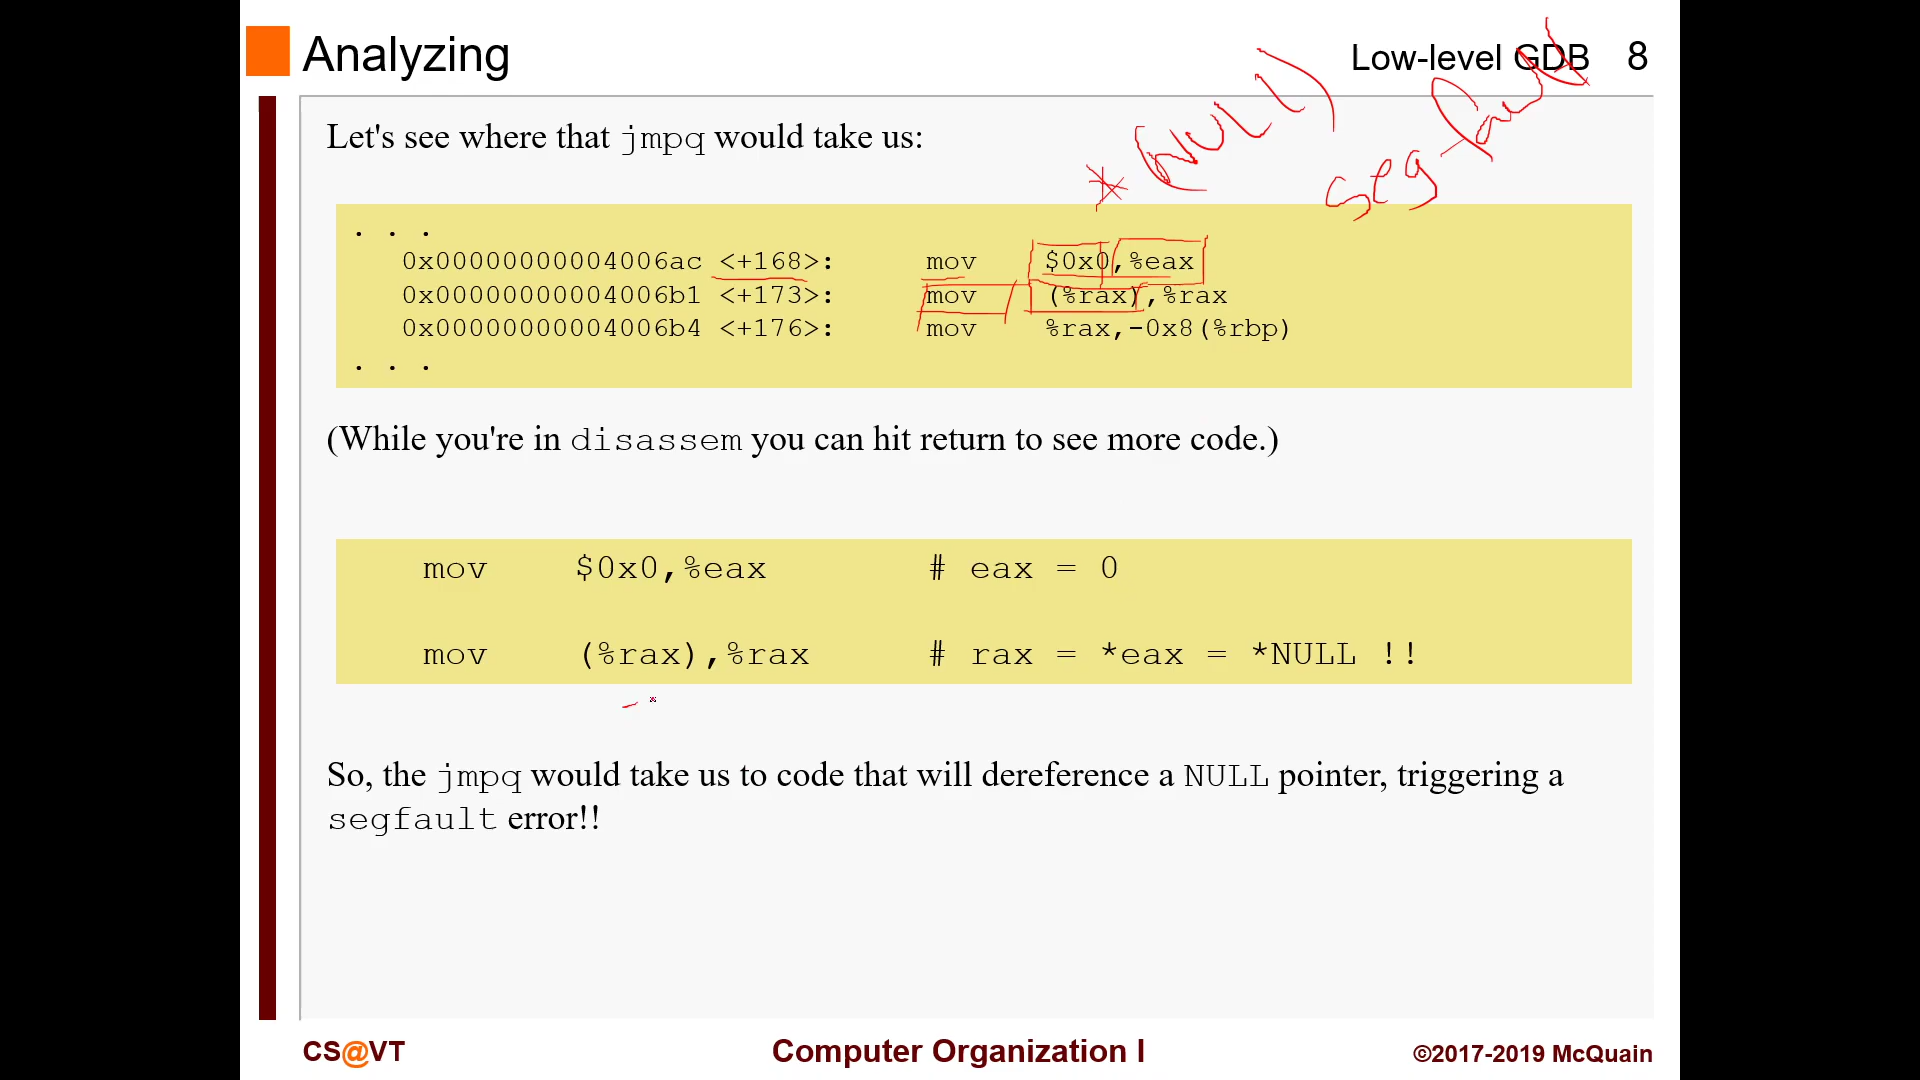 Analyzing
Low-level GDB 8
* (NULL)
seg fault
Let's see where that jmpq would take us:
. . .
0x00000000004006ac <+168>: mov $0x0,%eax
0x00000000004006b1 <+173>: mov (%rax),%rax
0x00000000004006b4 <+176>: mov %rax,-0x8(%rbp)
. . .
(While you're in disassem you can hit return to see more code.)
mov $0x0,%eax # eax = 0
mov (%rax),%rax # rax = *eax = *NULL !!
So, the jmpq would take us to code that will dereference a NULL pointer, triggering a
segfault error!!
CS@VT
Computer Organization I
©2017-2019 McQuain